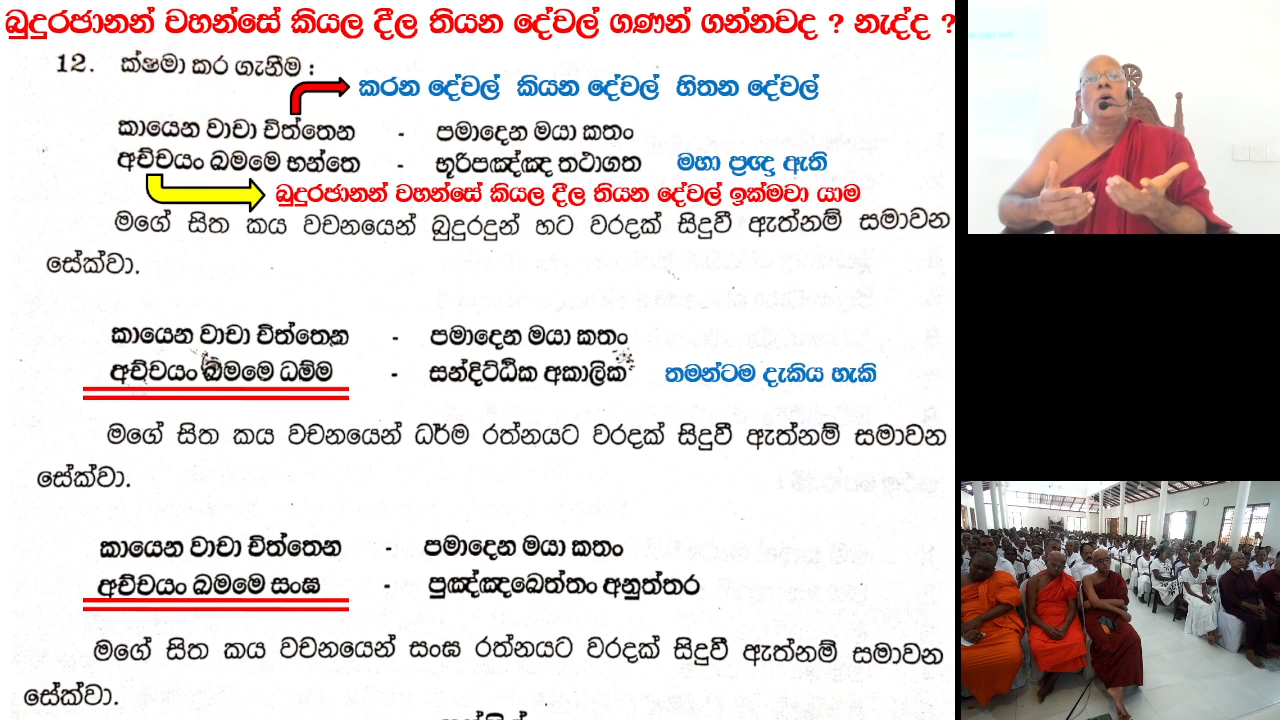 බුදුරජානන් වහන්සේ කියල දීල තියන දේවල් ගණන් ගන්නවද ? නැද්ද ?
12. ක්ෂමා කර ගැනීම :
කරන දේවල් කියන දේවල් හිතන දේවල්
කායෙන වාචා චිත්තෙන - පමාදෙන මයා කතං
අච්චයං ඛමමෙ භන්තෙ - භූරිපඤ්ඤ තථාගත මහා ප්‍රඥා ඇති
බුදුරජානන් වහන්සේ කියල දීල තියන දේවල් ඉක්මවා යාම
මගේ සිත කය වචනයෙන් බුදුරදුන් හට වරදක් සිදුවී ඇත්නම් සමාවන
සේක්වා.
කායෙන වාචා චිත්තෙන - පමාදෙන මයා කතං
අච්චයං ඛමමෙ ධම්ම - සන්දිට්ඨික අකාලික තමන්ටම දැකිය හැකි
මගේ සිත කය වචනයෙන් ධර්ම රත්නයට වරදක් සිදුවී ඇත්නම් සමාවන
සේක්වා.
කායෙන වාචා චිත්තෙන - පමාදෙන මයා කතං
අච්චයං ඛමමෙ සංඝ - පුඤ්ඤඛෙත්තං අනුත්තර
මගේ සිත කය වචනයෙන් සංඝ රත්නයට වරදක් සිදුවී ඇත්නම් සමාවන
සේක්වා.